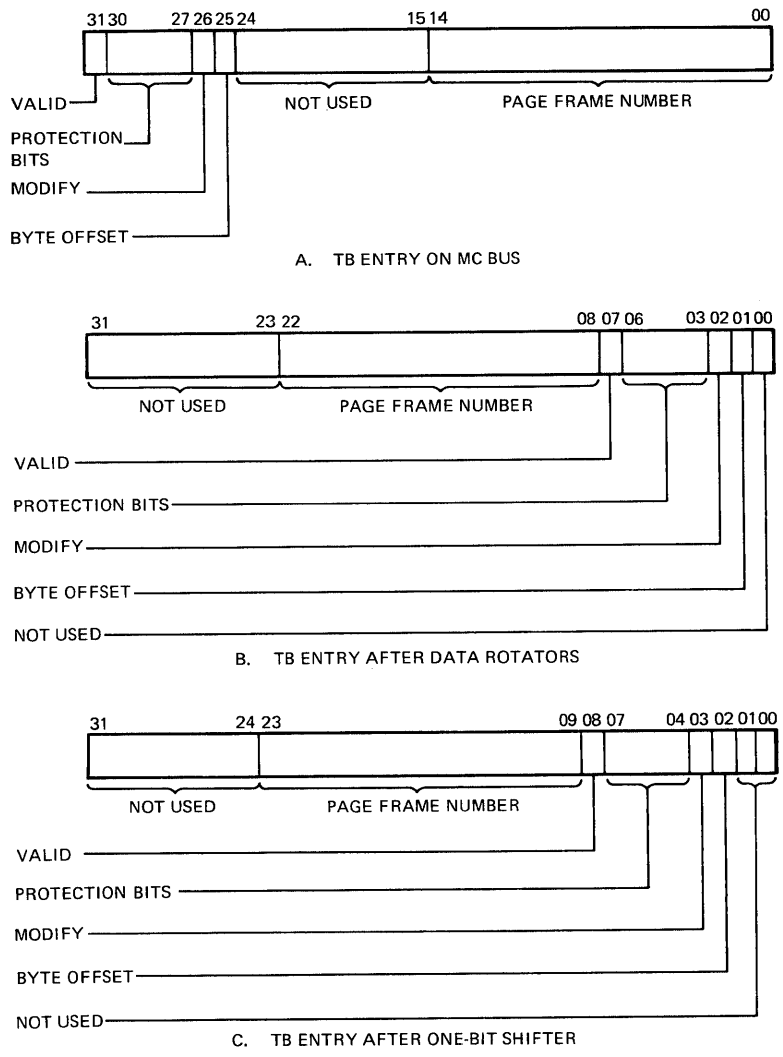 31 30 27 26 25 24 15 14 00
VALID
NOT USED PAGE FRAME NUMBER
PROTECTION
BITS
MODIFY
BYTE OFFSET
A. TB ENTRY ON MC BUS
31 23 22 08 07 06 03 02 01 00
NOT USED PAGE FRAME NUMBER
VALID
PROTECTION BITS
MODIFY
BYTE OFFSET
NOT USED
B. TB ENTRY AFTER DATA ROTATORS
31 24 23 09 08 07 04 03 02 01 00
NOT USED PAGE FRAME NUMBER
VALID
PROTECTION BITS
MODIFY
BYTE OFFSET
NOT USED
C. TB ENTRY AFTER ONE-BIT SHIFTER